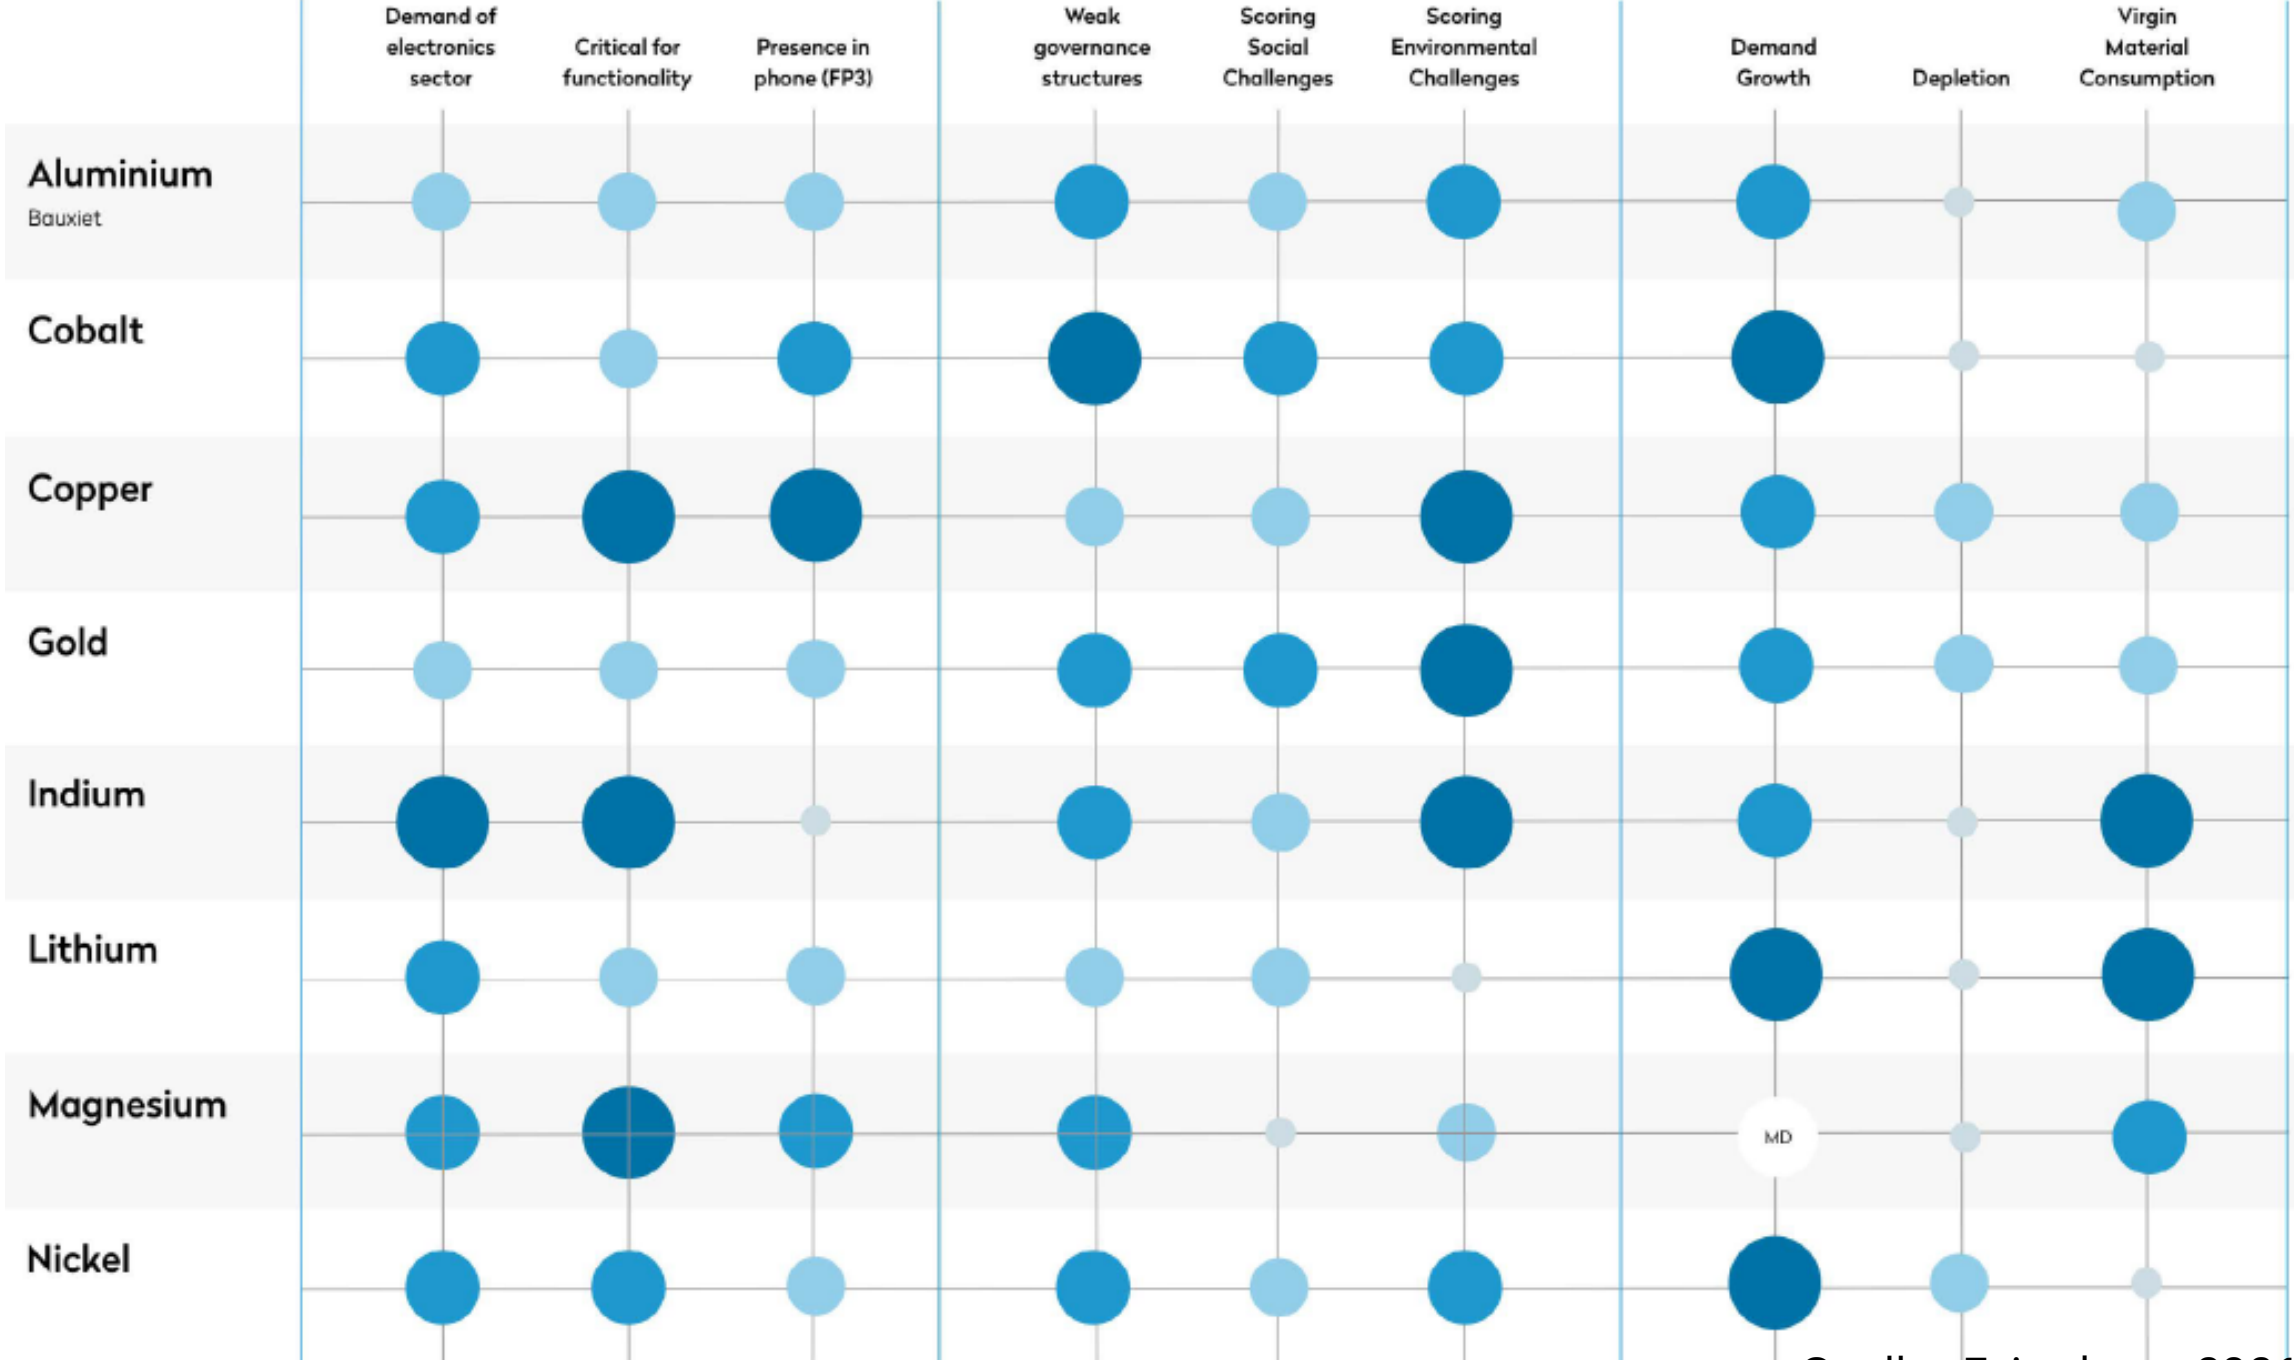 Demand of
electronics
sector
Critical for
functionality
Presence in
phone (FP3)
Weak
governance
structures
Scoring
Social
Challenges
Scoring
Environmental
Challenges
Demand
Growth
Depletion
Virgin
Material
Consumption
Aluminium
Bauxiet
Cobalt
Copper
Gold
Indium
Lithium
Magnesium
MD
Nickel